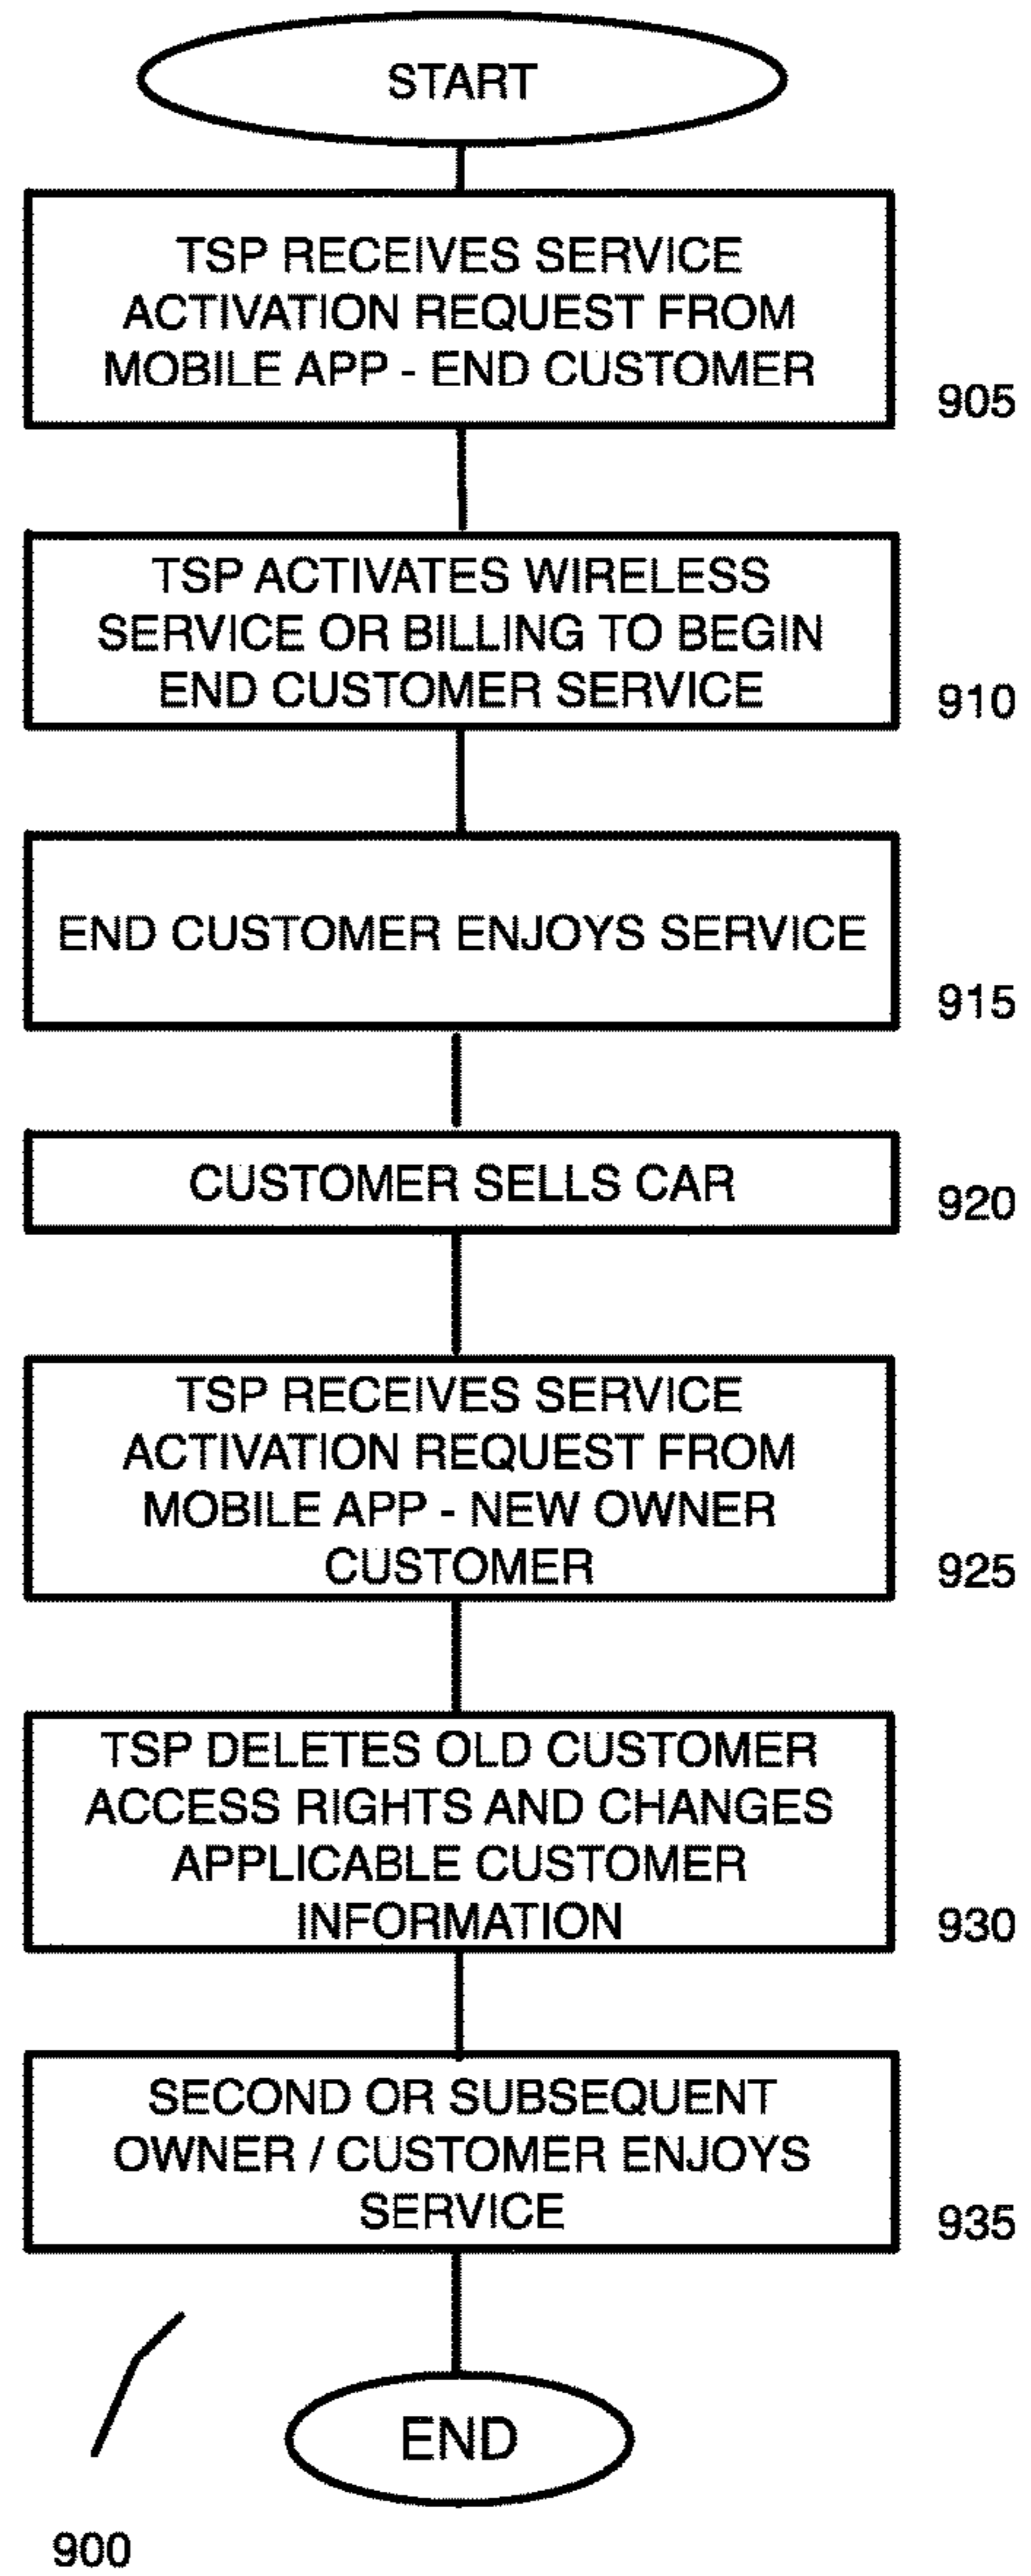 START
TSP RECEIVES SERVICE
ACTIVATION REQUEST FROM
MOBILE APP - END CUSTOMER
905
TSP ACTIVATES WIRELESS
SERVICE OR BILLING TO BEGIN
END CUSTOMER SERVICE
910
END CUSTOMER ENJOYS SERVICE
915
CUSTOMER SELLS CAR
920
TSP RECEIVES SERVICE
ACTIVATION REQUEST FROM
MOBILE APP - NEW OWNER
CUSTOMER
925
TSP DELETES OLD CUSTOMER
ACCESS RIGHTS AND CHANGES
APPLICABLE CUSTOMER
INFORMATION
930
SECOND OR SUBSEQUENT
OWNER / CUSTOMER ENJOYS
SERVICE
935
END
900